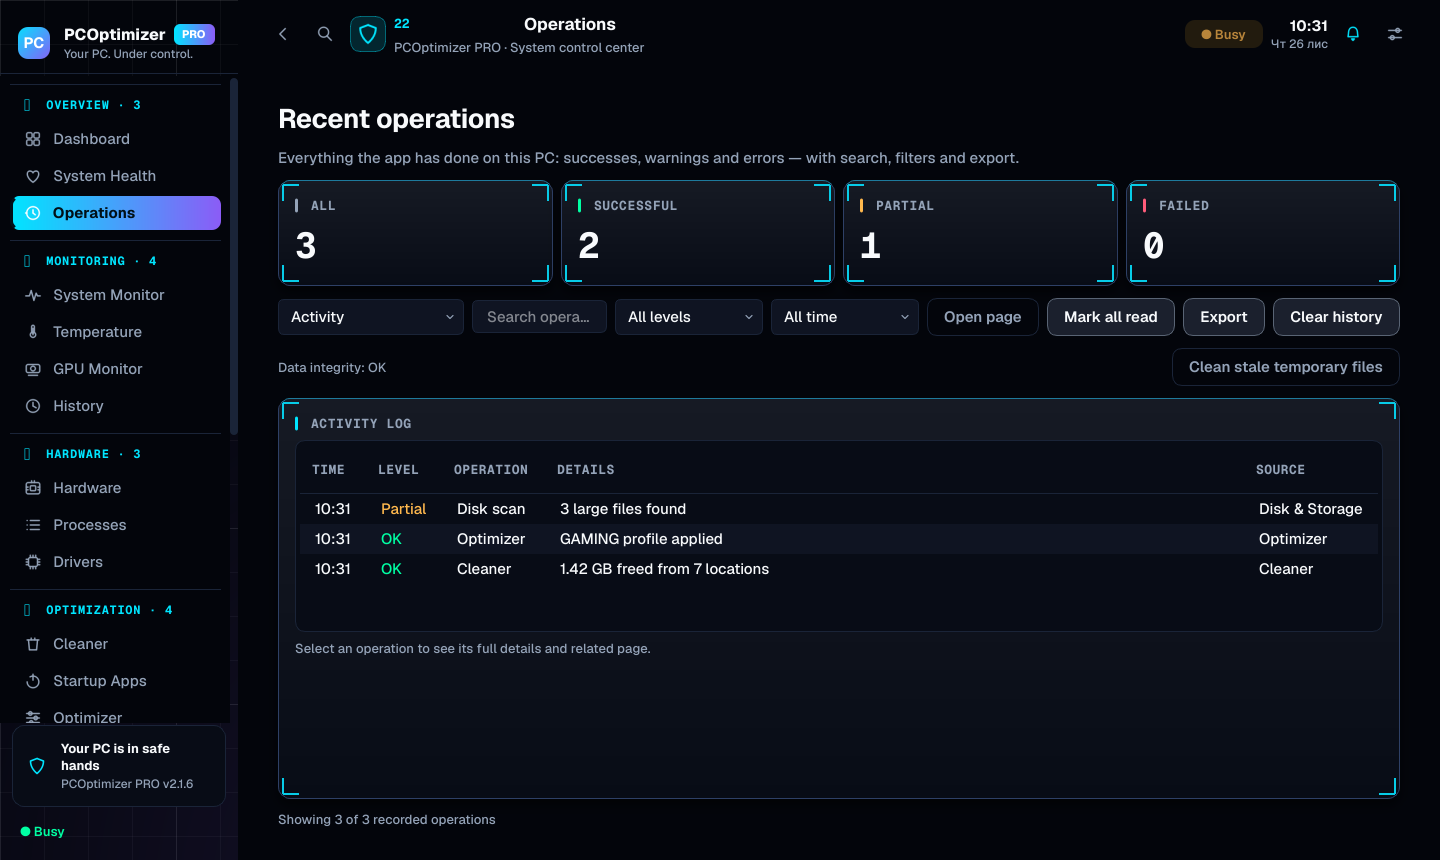 PC
PCOptimizer PRO
Your PC. Under control.
OVERVIEW · 3
Dashboard
System Health
Operations
MONITORING · 4
System Monitor
Temperature
GPU Monitor
History
HARDWARE · 3
Hardware
Processes
Drivers
OPTIMIZATION · 4
Cleaner
Startup Apps
Optimizer
Your PC is in safe
hands
PCOptimizer PRO v2.1.6
Busy
22
Operations
PCOptimizer PRO · System control center
Busy
10:31
Чт 26 лис
Recent operations
Everything the app has done on this PC: successes, warnings and errors — with search, filters and export.
ALL
3
SUCCESSFUL
2
PARTIAL
1
FAILED
0
Activity
Search opera...
All levels
All time
Open page
Mark all read
Export
Clear history
Data integrity: OK
Clean stale temporary files
ACTIVITY LOG
TIME LEVEL OPERATION DETAILS SOURCE
10:31 Partial Disk scan 3 large files found Disk & Storage
10:31 OK Optimizer GAMING profile applied Optimizer
10:31 OK Cleaner 1.42 GB freed from 7 locations Cleaner
Select an operation to see its full details and related page.
Showing 3 of 3 recorded operations